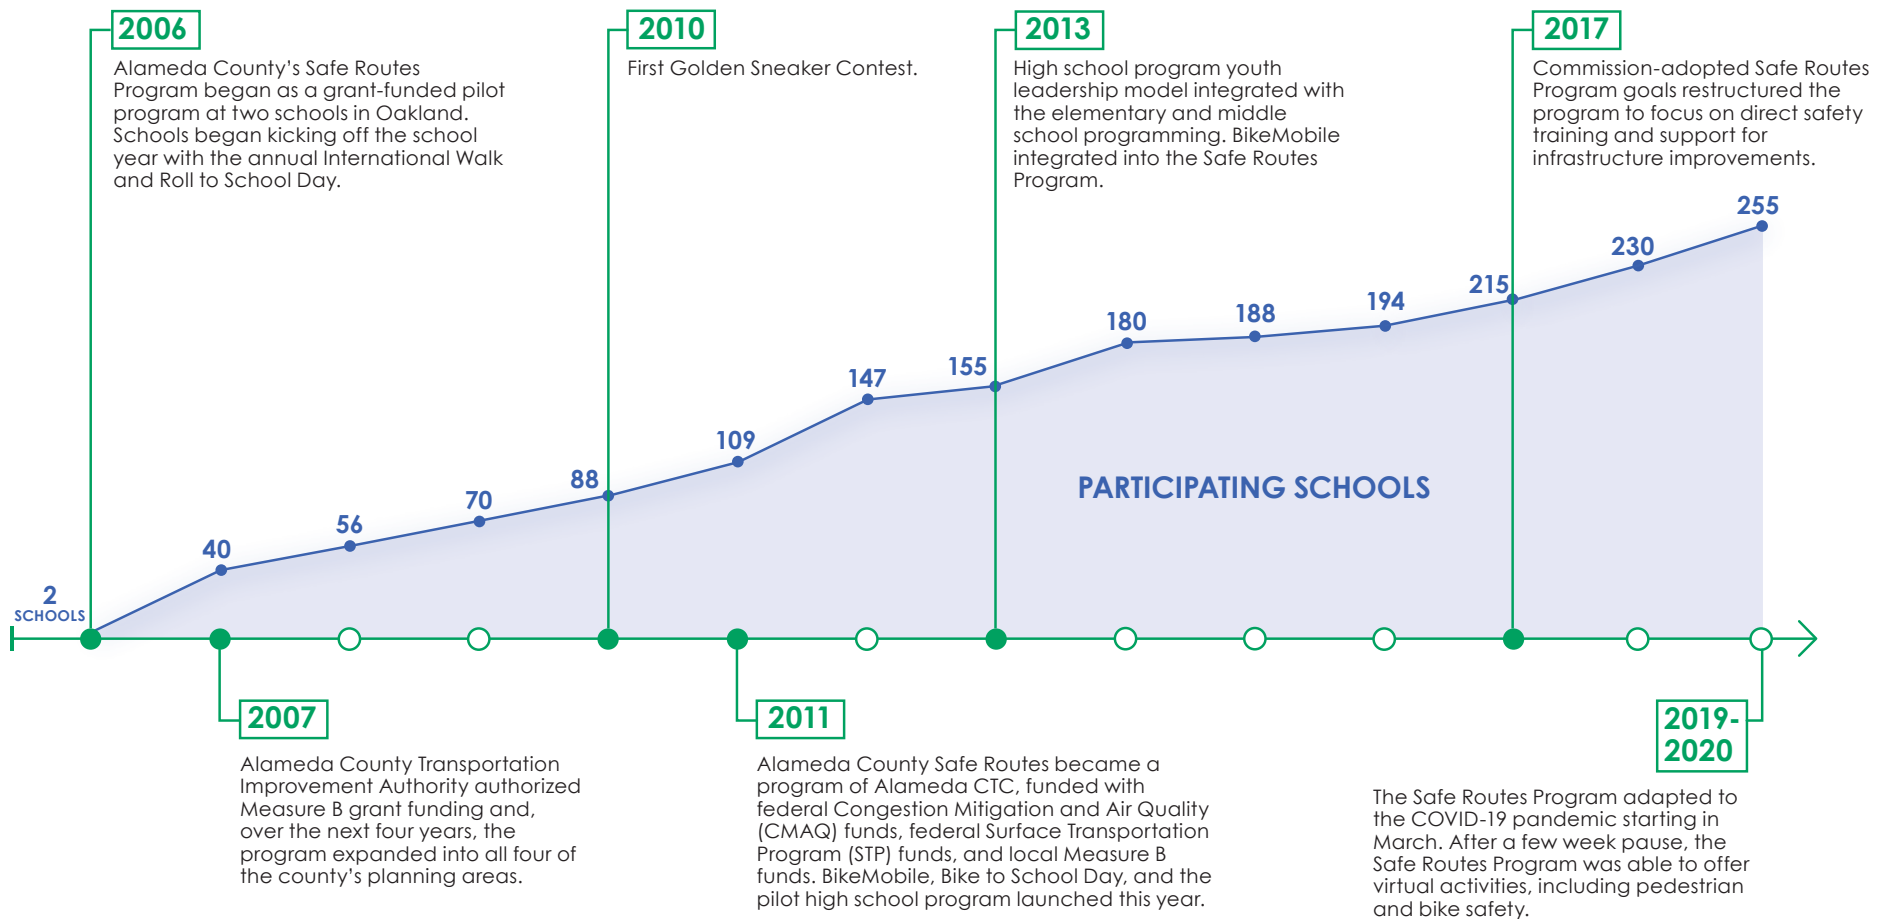 2006
Alameda County's Safe Routes
Program began as a grant-funded pilot
program at two schools in Oakland.
Schools began kicking off the school
year with the annual International Walk
and Roll to School Day.
2010
First Golden Sneaker Contest.
2013
High school program youth
leadership model integrated with
the elementary and middle
school programming. BikeMobile
integrated into the Safe Routes
Program.
2017
Commission-adopted Safe Routes
Program goals restructured the
program to focus on direct safety
training and support for
infrastructure improvements.
2
SCHOOLS
40
56
70
88
109
147
155
180
188
194
215
230
255
PARTICIPATING SCHOOLS
2007
Alameda County Transportation
Improvement Authority authorized
Measure B grant funding and,
over the next four years, the
program expanded into all four of
the county's planning areas.
2011
Alameda County Safe Routes became a
program of Alameda CTC, funded with
federal Congestion Mitigation and Air Quality
(CMAQ) funds, federal Surface Transportation
Program (STP) funds, and local Measure B
funds. BikeMobile, Bike to School Day, and the
pilot high school program launched this year.
2019-
2020
The Safe Routes Program adapted to
the COVID-19 pandemic starting in
March. After a few week pause, the
Safe Routes Program was able to offer
virtual activities, including pedestrian
and bike safety.